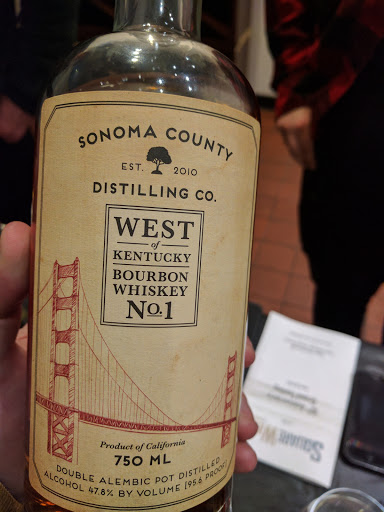 SONOMA COUNTY
EST. 2010
DISTILLING CO.
WEST
of
KENTUCKY
BOURBON
WHISKEY
No.1
Product of California
750 ML
DOUBLE ALEMBIC POT DISTILLED
ALCOHOL 47.8% BY VOLUME [95.6 PROOF]